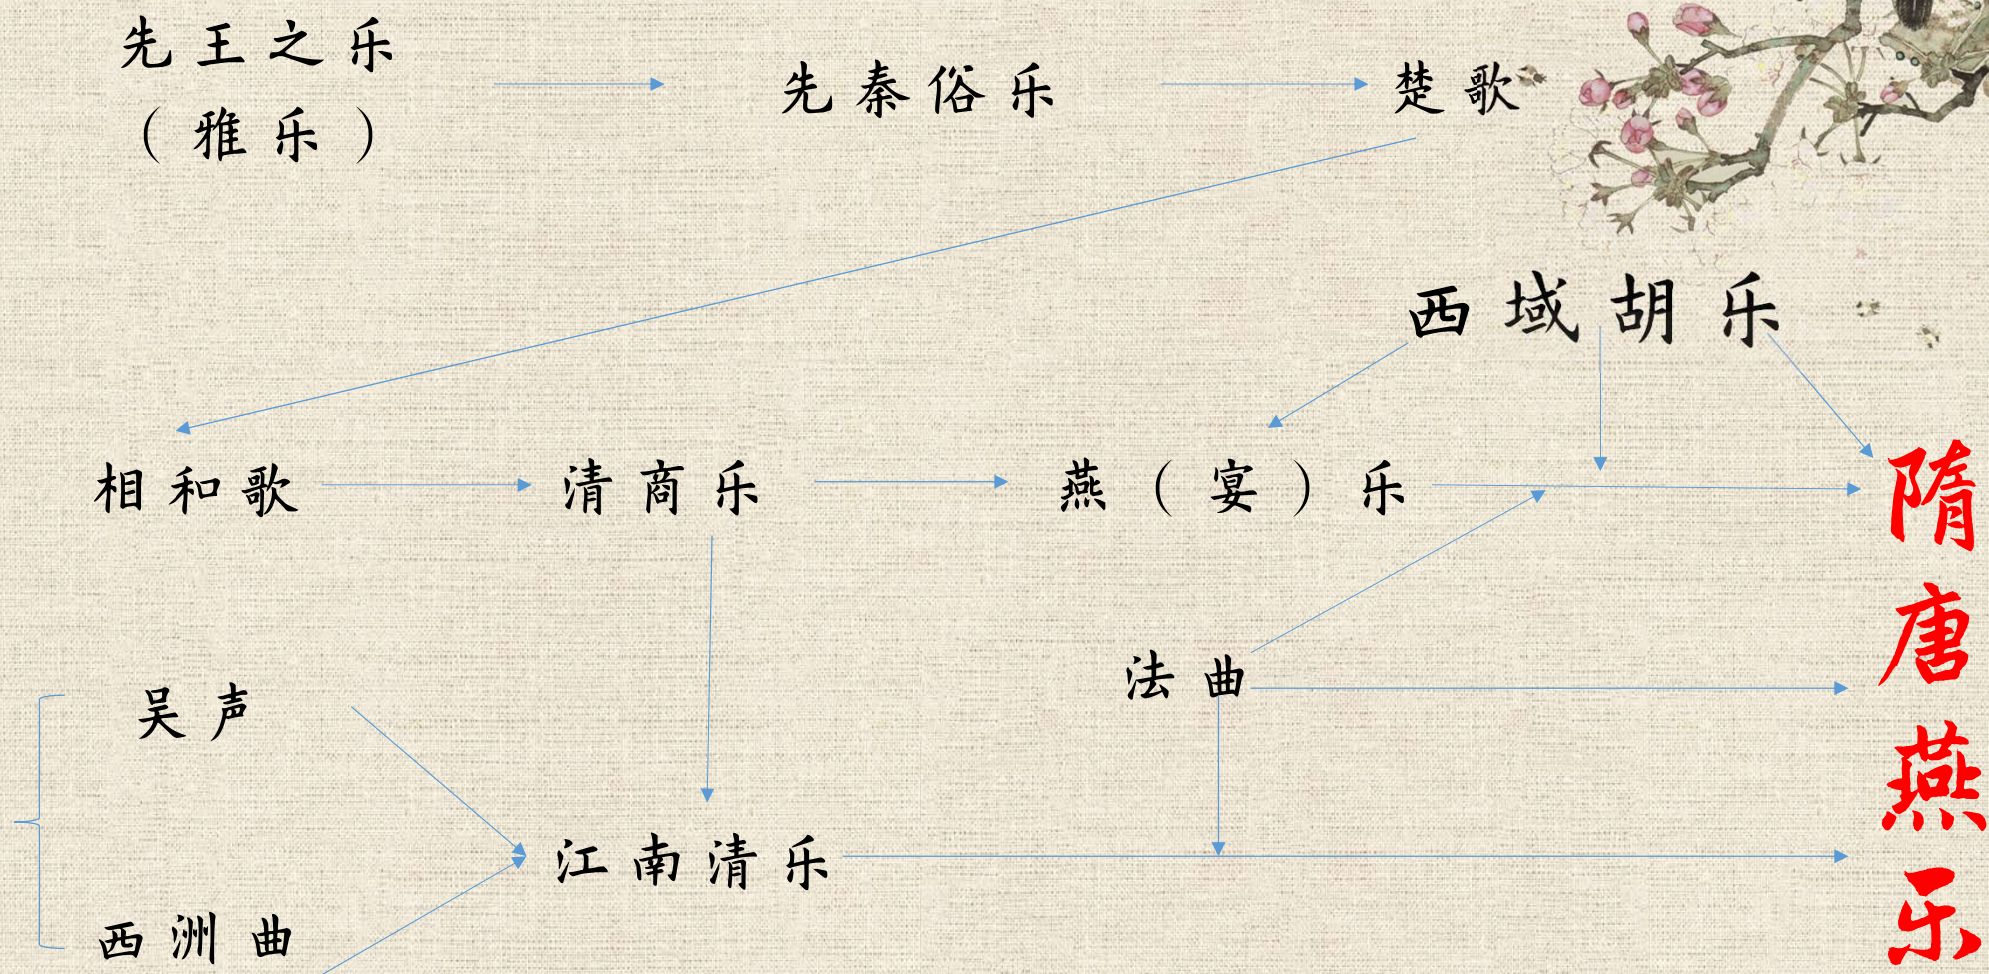 先王之乐
（雅乐）
先秦俗乐
楚歌
西域胡乐
相和歌
清商乐
燕（宴）乐
隋唐燕乐
法曲
吴声
江南清乐
西洲曲